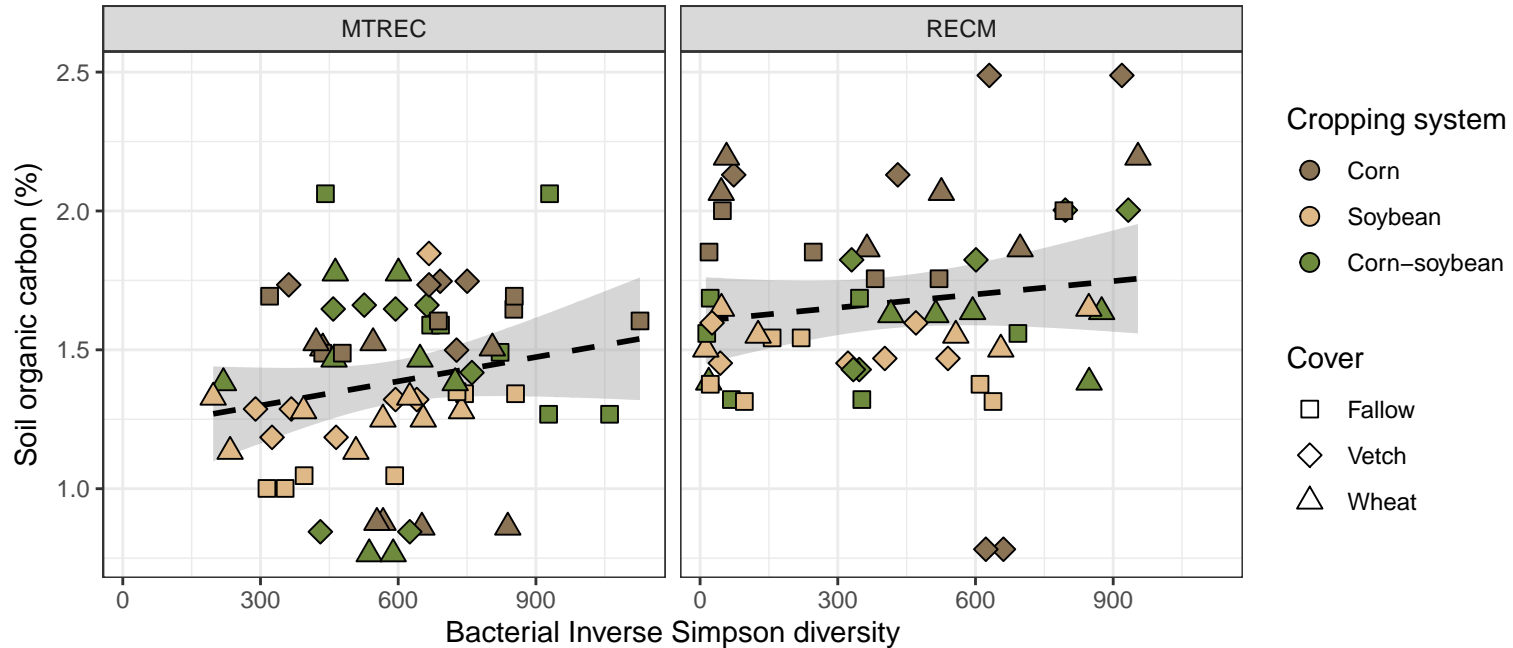 MTREC
RECM
2.5
2.0
1.5
1.0
Soil organic carbon (%)
0 300 600 900
0 300 600 900
Bacterial Inverse Simpson diversity
Cropping system
Corn
Soybean
Corn−soybean
Cover
Fallow
Vetch
Wheat